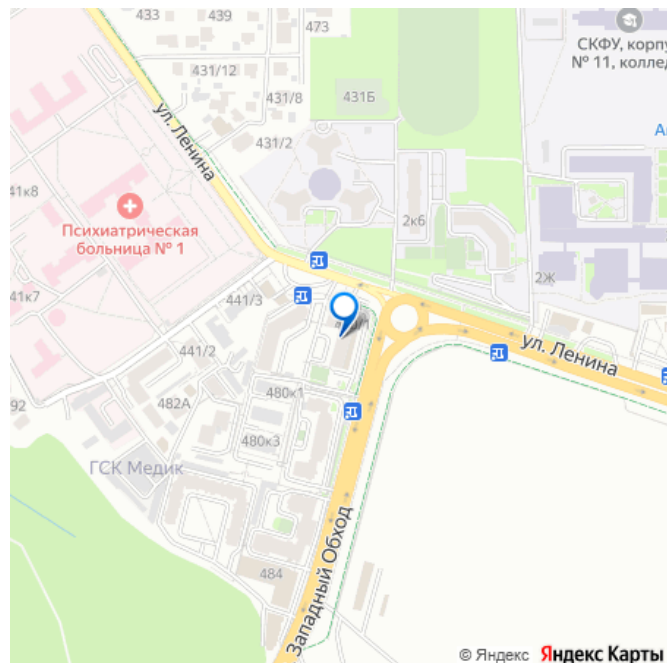 433
439
473
СКФУ, корпу
№ 11, коллед
431/12
431/8
431Б
ул. Ленина
431/2
41к8
2к6
Психиатрическая
больница № 1
2Ж
41к7
441/3
441/2
ул. Ленина
92
482А
480к1
480к3
ГСК Медик
Западный Обход
484
© Яндекс Яндекс Карты